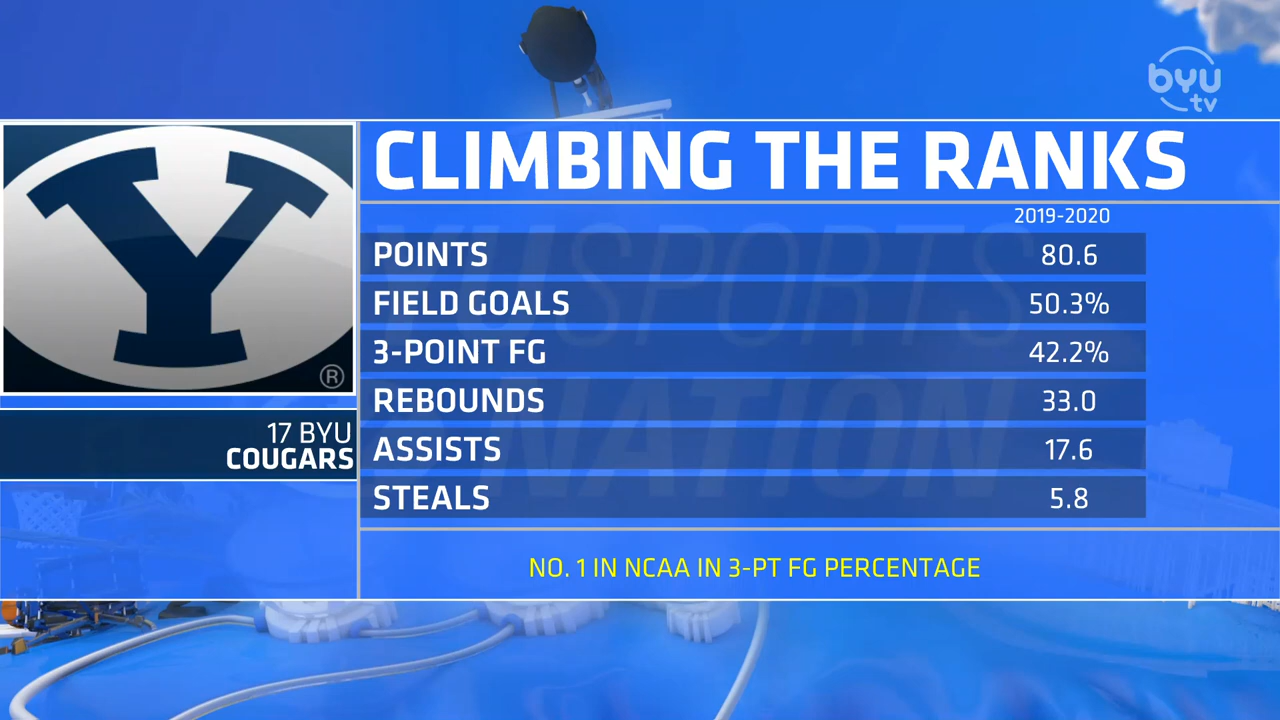 byu
tv
CLIMBING THE RANKS
2019-2020
POINTS 80.6
FIELD GOALS 50.3%
3-POINT FG 42.2%
REBOUNDS 33.0
ASSISTS 17.6
STEALS 5.8
NO. 1 IN NCAA IN 3-PT FG PERCENTAGE
Y
®
17 BYU
COUGARS
YUSPORTS
NATION